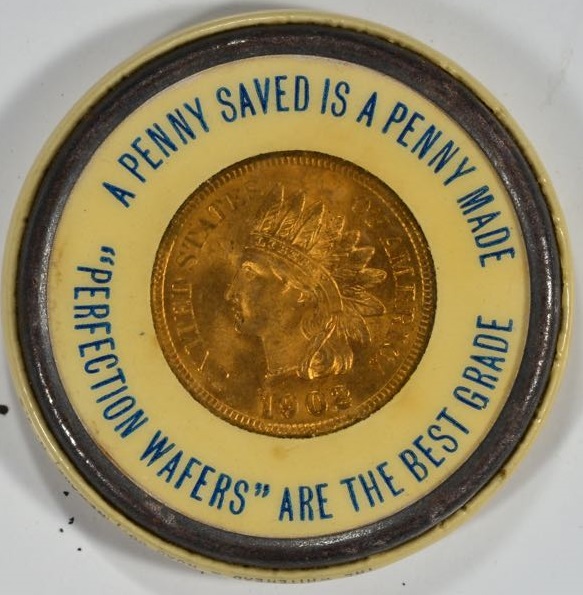 A PENNY SAVED IS A PENNY MADE
"PERFECTION WAFERS" ARE THE BEST GRADE
UNITED STATES OF AMERICA
1902